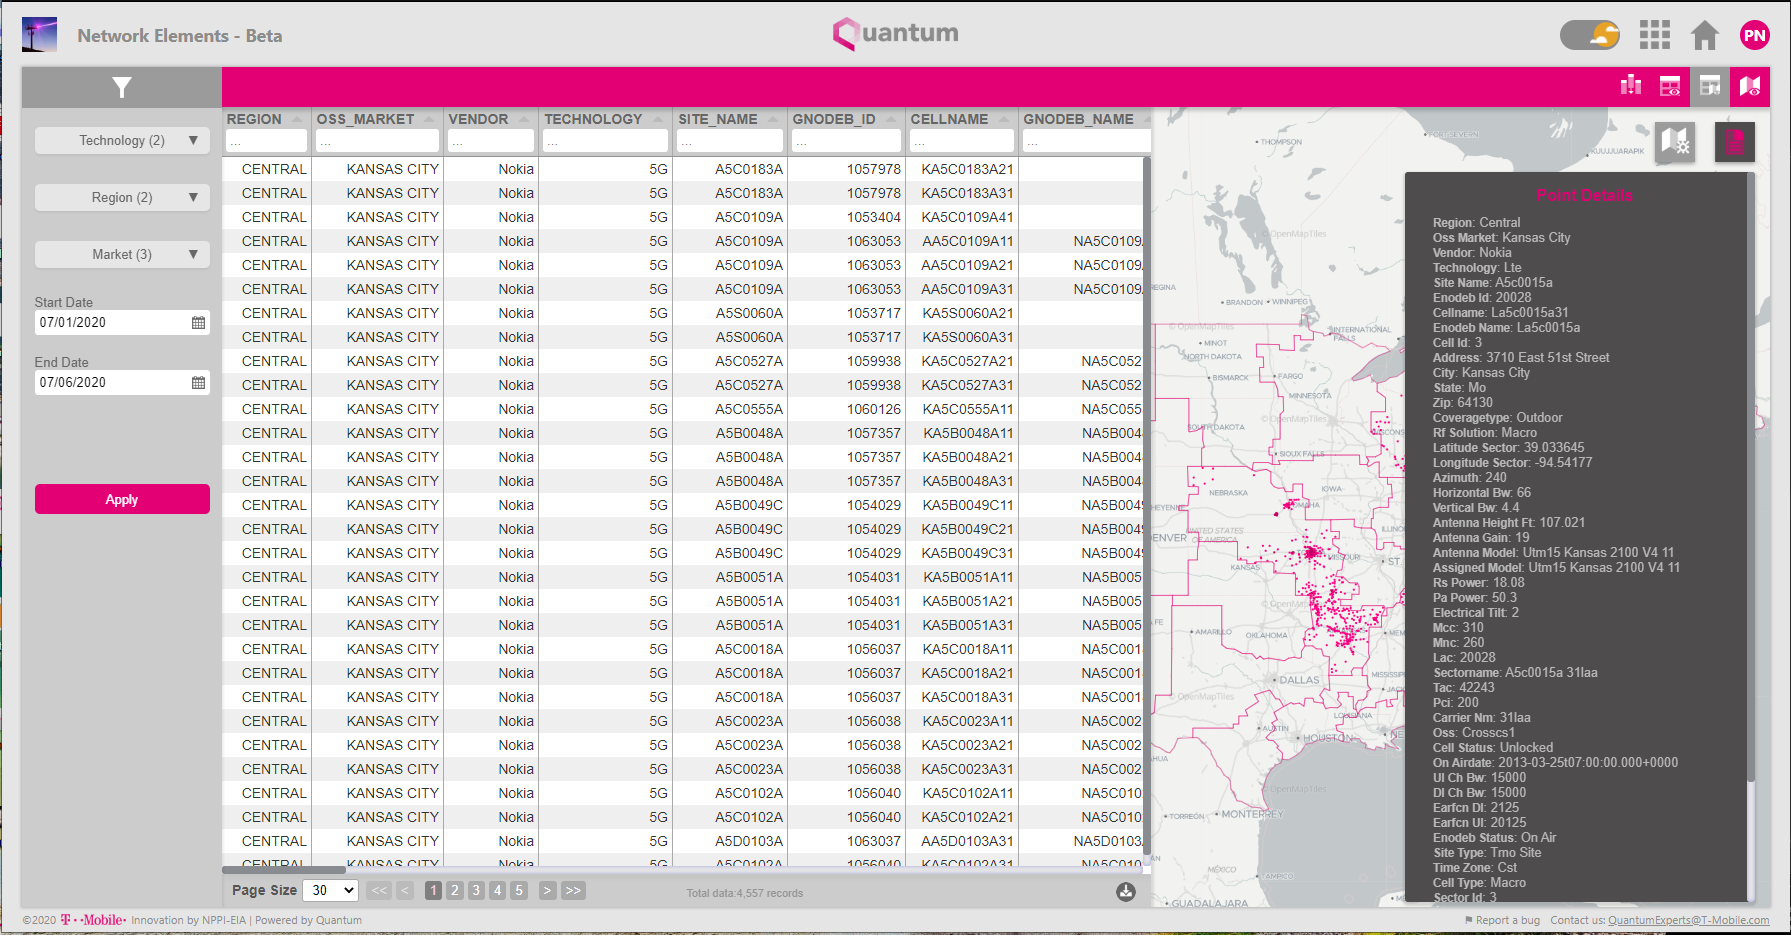 Network Elements - Beta
Quantum
PN
Technology (2) ▼
Region (2) ▼
Market (3) ▼
Start Date
07/01/2020
End Date
07/06/2020
Apply
REGION OSS_MARKET VENDOR TECHNOLOGY SITE_NAME GNODEB_ID CELLNAME GNODEB_NAME
... ... ... ... ... ... ... ...
CENTRAL KANSAS CITY Nokia 5G A5C0183A 1057978 KA5C0183A21
CENTRAL KANSAS CITY Nokia 5G A5C0183A 1057978 KA5C0183A31
CENTRAL KANSAS CITY Nokia 5G A5C0109A 1053404 KA5C0109A41
CENTRAL KANSAS CITY Nokia 5G A5C0109A 1063053 AA5C0109A11 NA5C0109
CENTRAL KANSAS CITY Nokia 5G A5C0109A 1063053 AA5C0109A21 NA5C0109
CENTRAL KANSAS CITY Nokia 5G A5C0109A 1063053 AA5C0109A31 NA5C0109
CENTRAL KANSAS CITY Nokia 5G A5S0060A 1053717 KA5S0060A21
CENTRAL KANSAS CITY Nokia 5G A5S0060A 1053717 KA5S0060A31
CENTRAL KANSAS CITY Nokia 5G A5C0527A 1059938 KA5C0527A21 NA5C052
CENTRAL KANSAS CITY Nokia 5G A5C0527A 1059938 KA5C0527A31 NA5C052
CENTRAL KANSAS CITY Nokia 5G A5C0555A 1060126 KA5C0555A11 NA5C055
CENTRAL KANSAS CITY Nokia 5G A5B0048A 1057357 KA5B0048A11 NA5B004
CENTRAL KANSAS CITY Nokia 5G A5B0048A 1057357 KA5B0048A21 NA5B004
CENTRAL KANSAS CITY Nokia 5G A5B0048A 1057357 KA5B0048A31 NA5B004
CENTRAL KANSAS CITY Nokia 5G A5B0049C 1054029 KA5B0049C11 NA5B004
CENTRAL KANSAS CITY Nokia 5G A5B0049C 1054029 KA5B0049C21 NA5B004
CENTRAL KANSAS CITY Nokia 5G A5B0049C 1054029 KA5B0049C31 NA5B004
CENTRAL KANSAS CITY Nokia 5G A5B0051A 1054031 KA5B0051A11 NA5B005
CENTRAL KANSAS CITY Nokia 5G A5B0051A 1054031 KA5B0051A21 NA5B005
CENTRAL KANSAS CITY Nokia 5G A5B0051A 1054031 KA5B0051A31 NA5B005
CENTRAL KANSAS CITY Nokia 5G A5C0018A 1056037 KA5C0018A11 NA5C001
CENTRAL KANSAS CITY Nokia 5G A5C0018A 1056037 KA5C0018A21 NA5C001
CENTRAL KANSAS CITY Nokia 5G A5C0018A 1056037 KA5C0018A31 NA5C001
CENTRAL KANSAS CITY Nokia 5G A5C0023A 1056038 KA5C0023A11 NA5C002
CENTRAL KANSAS CITY Nokia 5G A5C0023A 1056038 KA5C0023A21 NA5C002
CENTRAL KANSAS CITY Nokia 5G A5C0023A 1056038 KA5C0023A31 NA5C002
CENTRAL KANSAS CITY Nokia 5G A5C0102A 1056040 KA5C0102A11 NA5C010
CENTRAL KANSAS CITY Nokia 5G A5C0102A 1056040 KA5C0102A21 NA5C010
CENTRAL KANSAS CITY Nokia 5G A5D0103A 1063037 AA5D0103A31 NA5D0103
CENTRAL KANSAS CITY Nokia 5G A5C0102A 1056040 KA5C0102A31 NA5C010
Page Size 30 << < 1 2 3 4 5 > >> Total data:4,557 records
THOMPSON
KUUJJUARAPIK
© OpenMapTiles
BRANDON
WINNIPEG
© OpenMapTiles
INTERNATIONAL FALLS
MINOT
NORTH DAKOTA
BISMARCK
FARGO
MINNESOTA
© OpenMapTiles
SOUTH DAKOTA
SIOUX FALLS
NEBRASKA
IOWA
OMAHA
UNITED STATES OF AMERICA
KANSAS
MISSOURI
© OpenMapTiles
AMARILLO
OKLAHOMA
DALLAS
© OpenMapTiles
LOUISIANA
AUSTIN
HOUSTON
© OpenMapTiles
TORREÓN
MONTERREY
MÉXICO
TAMPICO
GUADALAJARA
Point Details
Region: Central
Oss Market: Kansas City
Vendor: Nokia
Technology: Lte
Site Name: A5c0015a
Enodeb Id: 20028
Cellname: La5c0015a31
Enodeb Name: La5c0015a
Cell Id: 3
Address: 3710 East 51st Street
City: Kansas City
State: Mo
Zip: 64130
Coveragetype: Outdoor
Rf Solution: Macro
Latitude Sector: 39.033645
Longitude Sector: -94.54177
Azimuth: 240
Horizontal Bw: 66
Vertical Bw: 4.4
Antenna Height Ft: 107.021
Antenna Gain: 19
Antenna Model: Utm15 Kansas 2100 V4 11
Assigned Model: Utm15 Kansas 2100 V4 11
Rs Power: 18.08
Pa Power: 50.3
Electrical Tilt: 2
Mcc: 310
Mnc: 260
Lac: 20028
Sectorname: A5c0015a 31laa
Tac: 42243
Pci: 200
Carrier Nm: 31laa
Oss: Crosscs1
Cell Status: Unlocked
On Airdate: 2013-03-25t07:00:00.000+0000
Ul Ch Bw: 15000
Dl Ch Bw: 15000
Earfcn Dl: 2125
Earfcn Ul: 20125
Enodeb Status: On Air
Site Type: Tmo Site
Time Zone: Cst
Cell Type: Macro
Sector Id: 3
©2020 T··Mobile· Innovation by NPPI-EIA | Powered by Quantum
Report a bug Contact us: QuantumExperts@T-Mobile.com